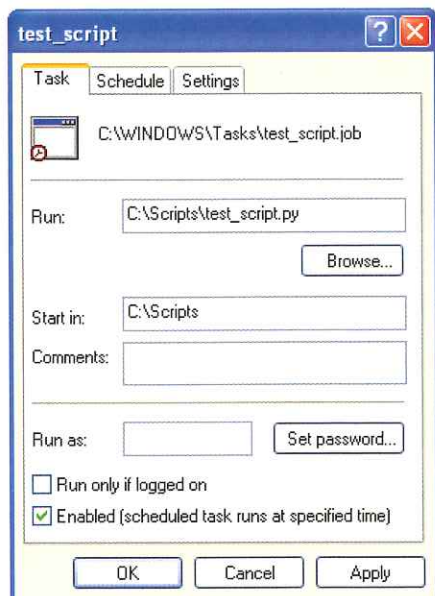 test_script
Task Schedule Settings
C:\WINDOWS\Tasks\test_script.job
Run: C:\Scripts\test_script.py
Browse...
Start in: C:\Scripts
Comments:
Run as: Set password...
Run only if logged on
Enabled (scheduled task runs at specified time)
OK Cancel Apply